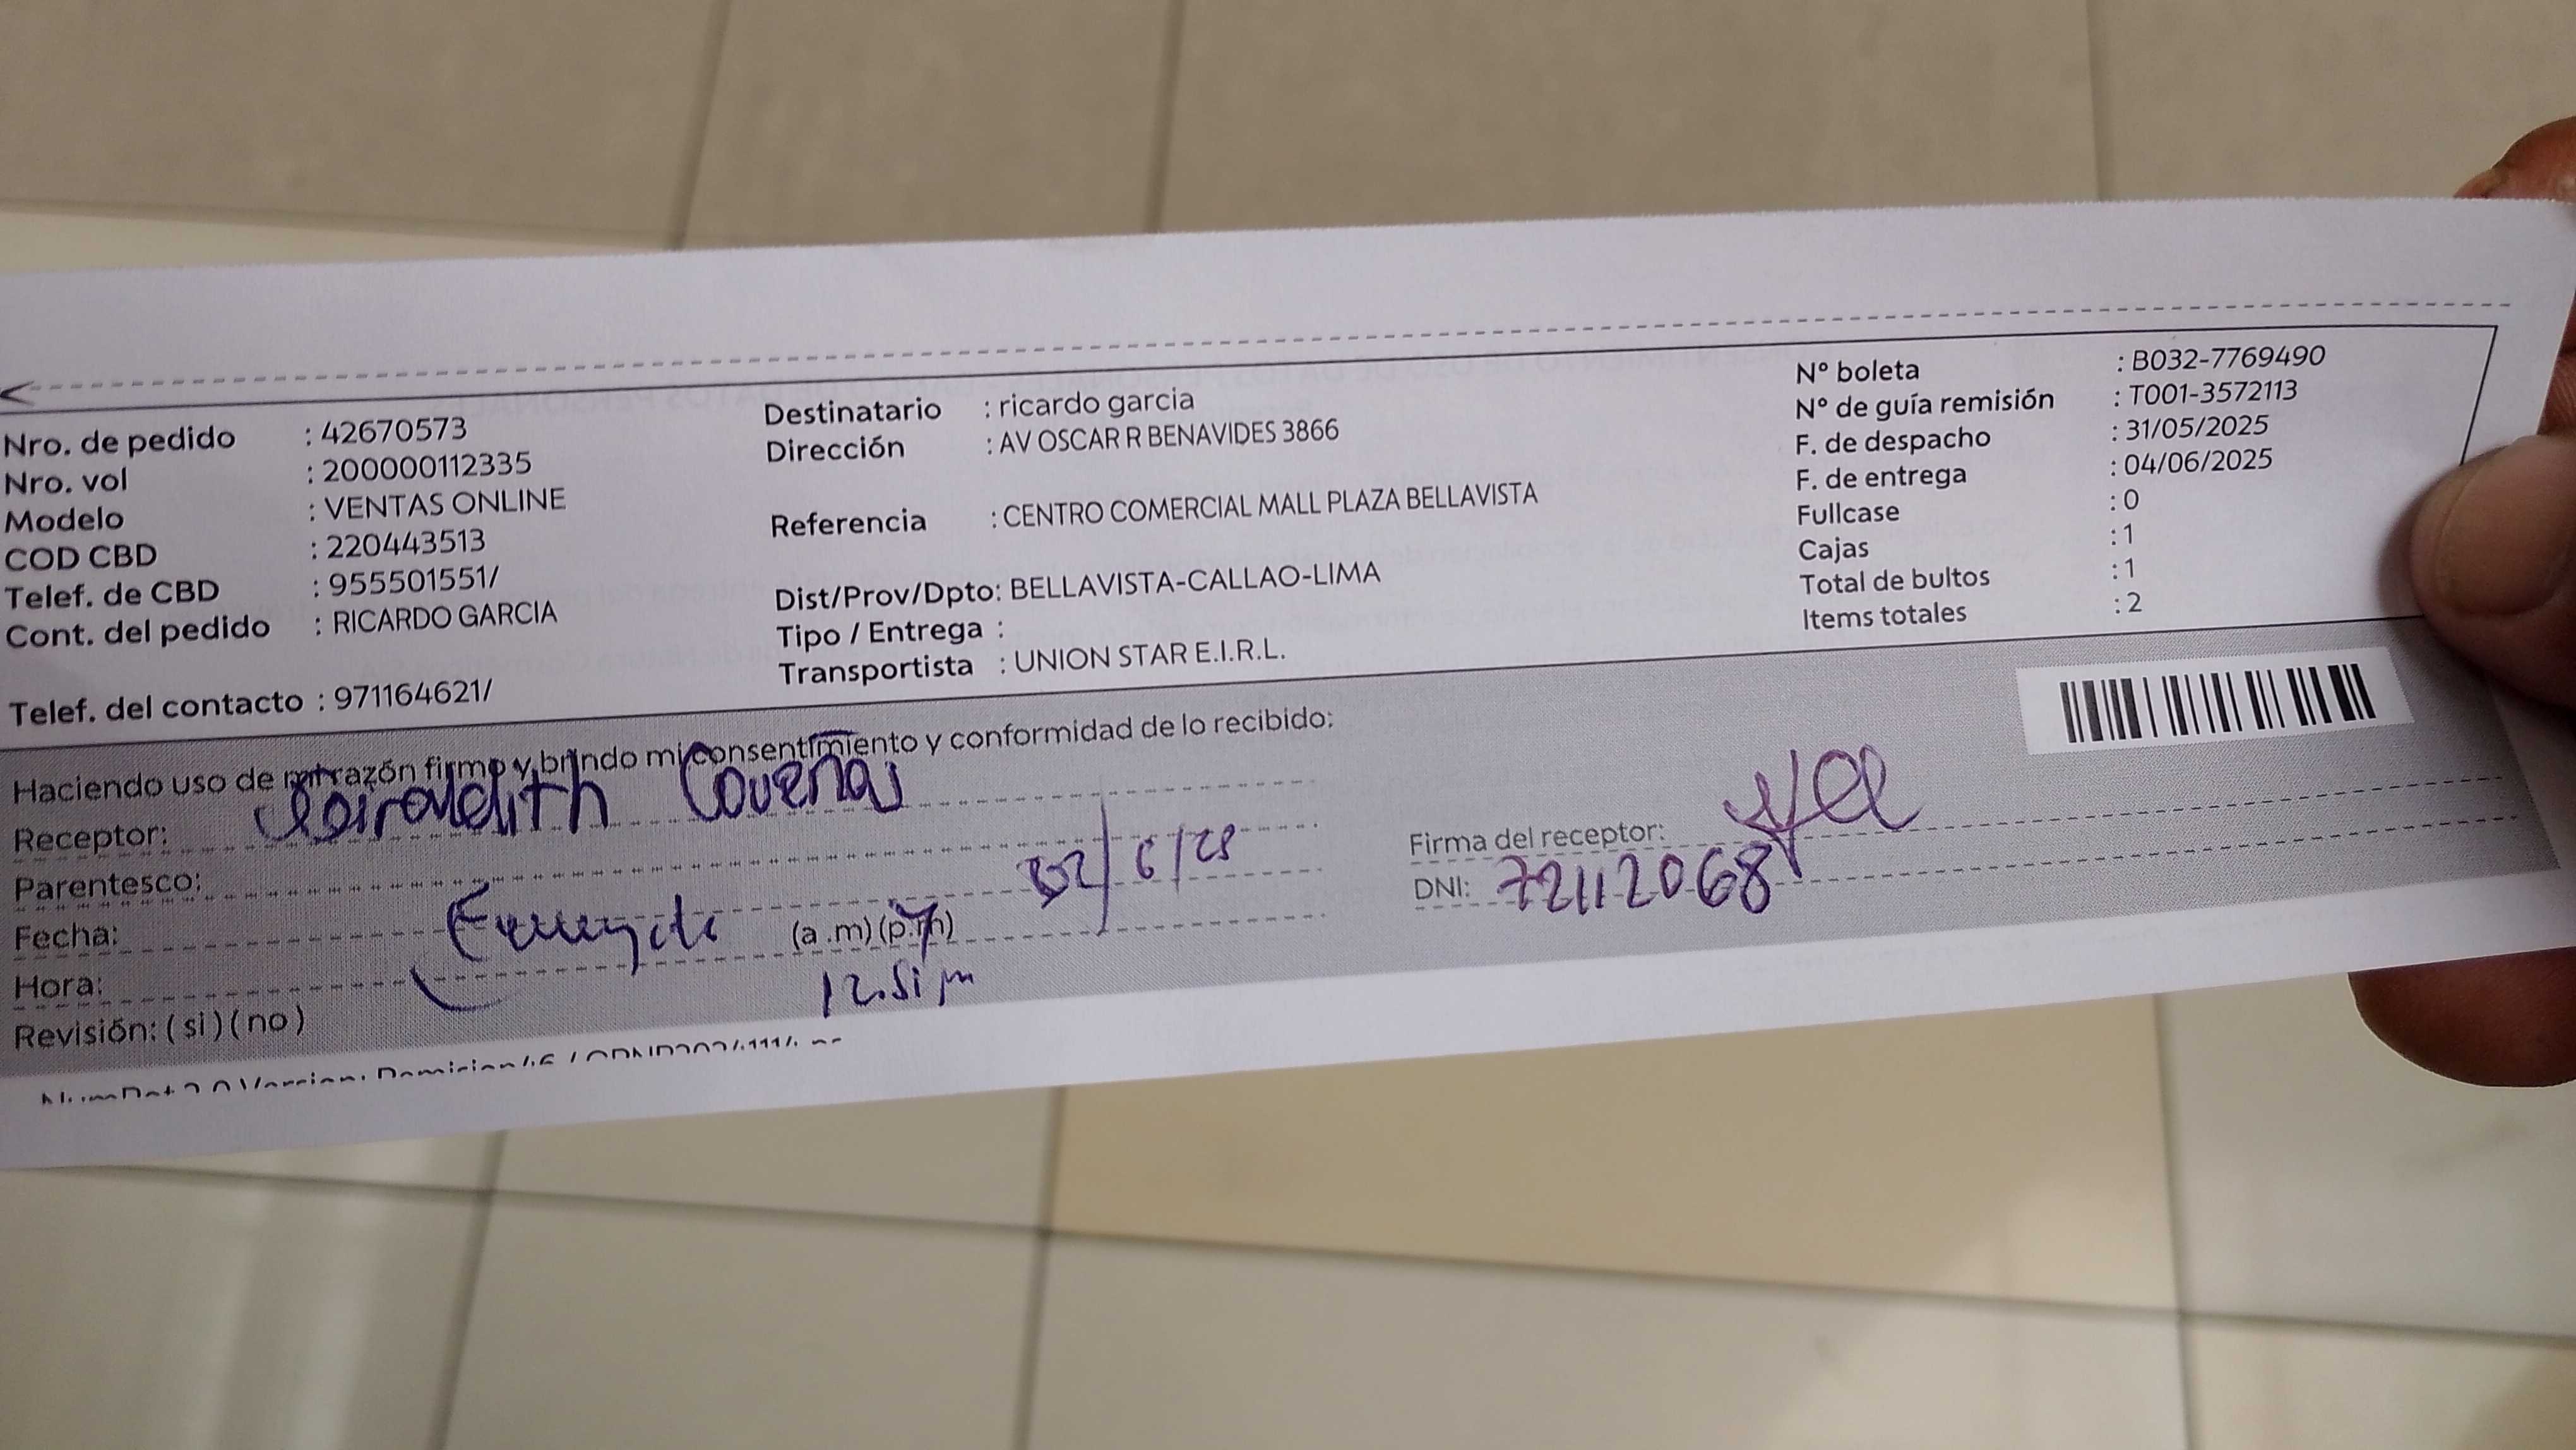 Nro. de pedido : 42670573
Nro. vol : 200000112335
Modelo : VENTAS ONLINE
COD CBD : 220443513
Telef. de CBD : 955501551/
Cont. del pedido : RICARDO GARCIA
Telef. del contacto : 971164621/
Destinatario : ricardo garcia
Dirección : AV OSCAR R BENAVIDES 3866
Referencia : CENTRO COMERCIAL MALL PLAZA BELLAVISTA
Dist/Prov/Dpto: BELLAVISTA-CALLAO-LIMA
Tipo / Entrega :
Transportista : UNION STAR E.I.R.L.
N° boleta : B032-7769490
N° de guía remisión : T001-3572113
F. de despacho : 31/05/2025
F. de entrega : 04/06/2025
Fullcase : 0
Cajas : 1
Total de bultos : 1
Items totales : 2
Haciendo uso de mi razón firmo y brindo mi consentimiento y conformidad de lo recibido:
Receptor: Coveñas
Parentesco:
Fecha: (a.m) (p.m)
Hora:
Revisión: ( si ) ( no )
Firma del receptor:
DNI: 72112068